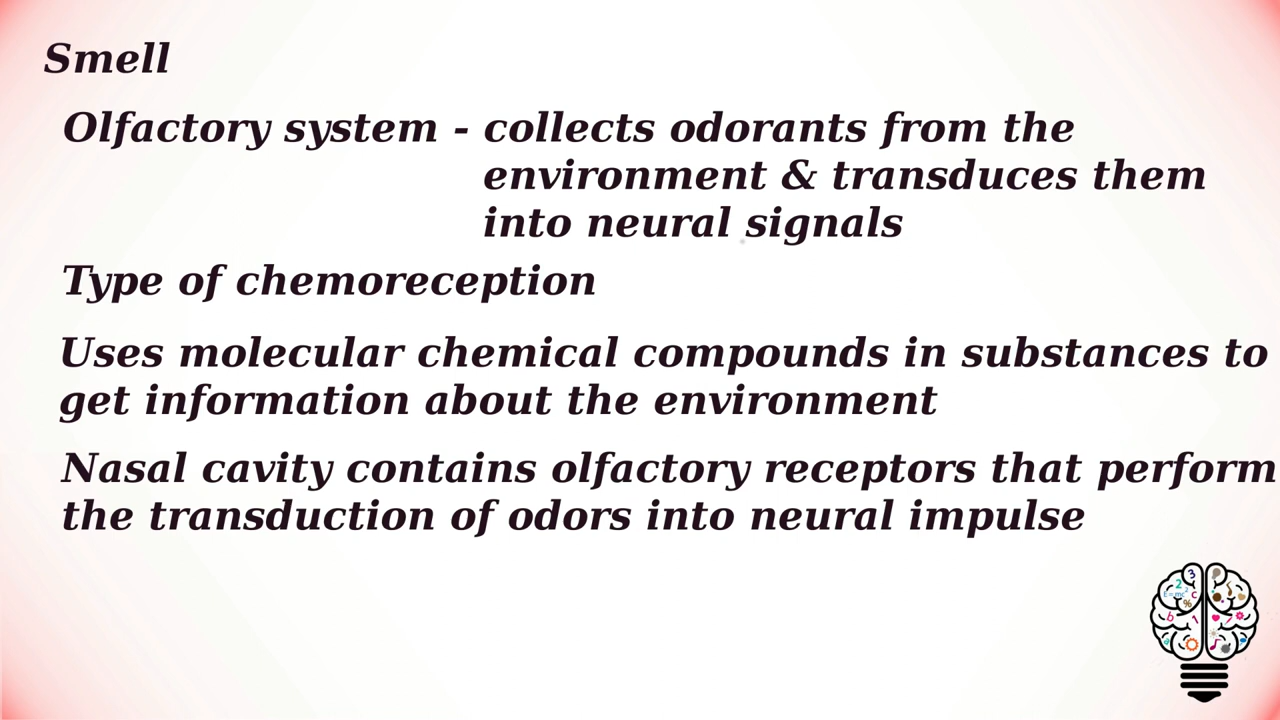 Smell
Olfactory system - collects odorants from the
environment & transduces them
into neural signals
Type of chemoreception
Uses molecular chemical compounds in substances to
get information about the environment
Nasal cavity contains olfactory receptors that perform
the transduction of odors into neural impulse